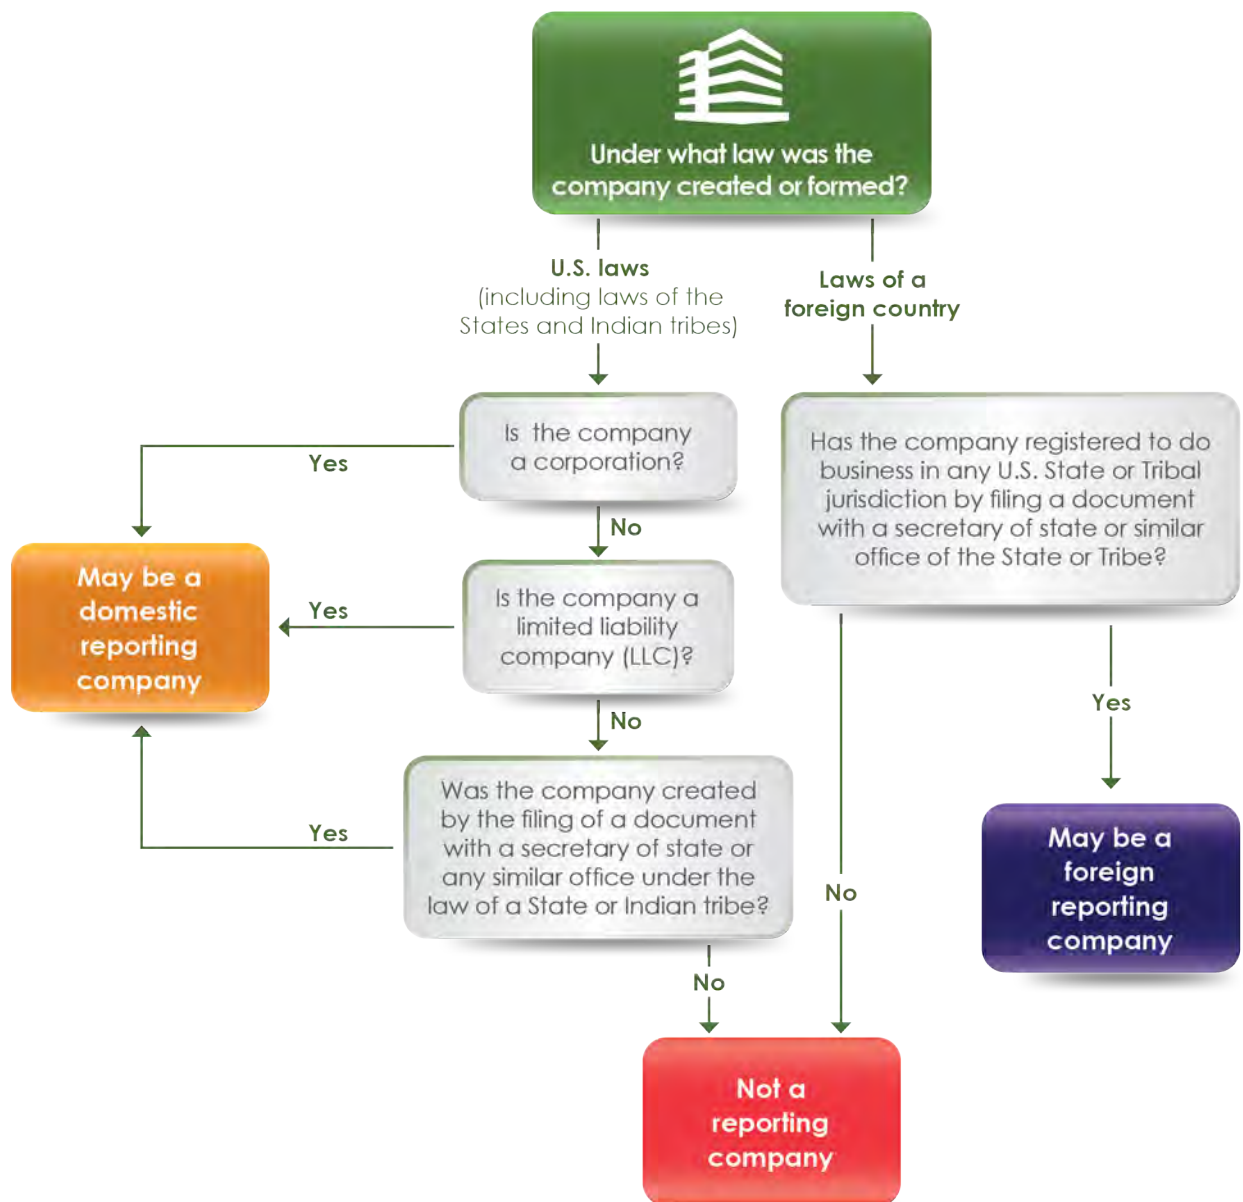 Under what law was the
company created or formed?
U.S. laws
(including laws of the
States and Indian tribes)
Laws of a
foreign country
Is the company
a corporation?
Yes
No
Has the company registered to do
business in any U.S. State or Tribal
jurisdiction by filing a document
with a secretary of state or similar
office of the State or Tribe?
May be a
domestic
reporting
company
Yes
Is the company a
limited liability
company (LLC)?
No
Yes
Was the company created
by the filing of a document
with a secretary of state or
any similar office under the
law of a State or Indian tribe?
Yes
No
No
May be a
foreign
reporting
company
Not a
reporting
company